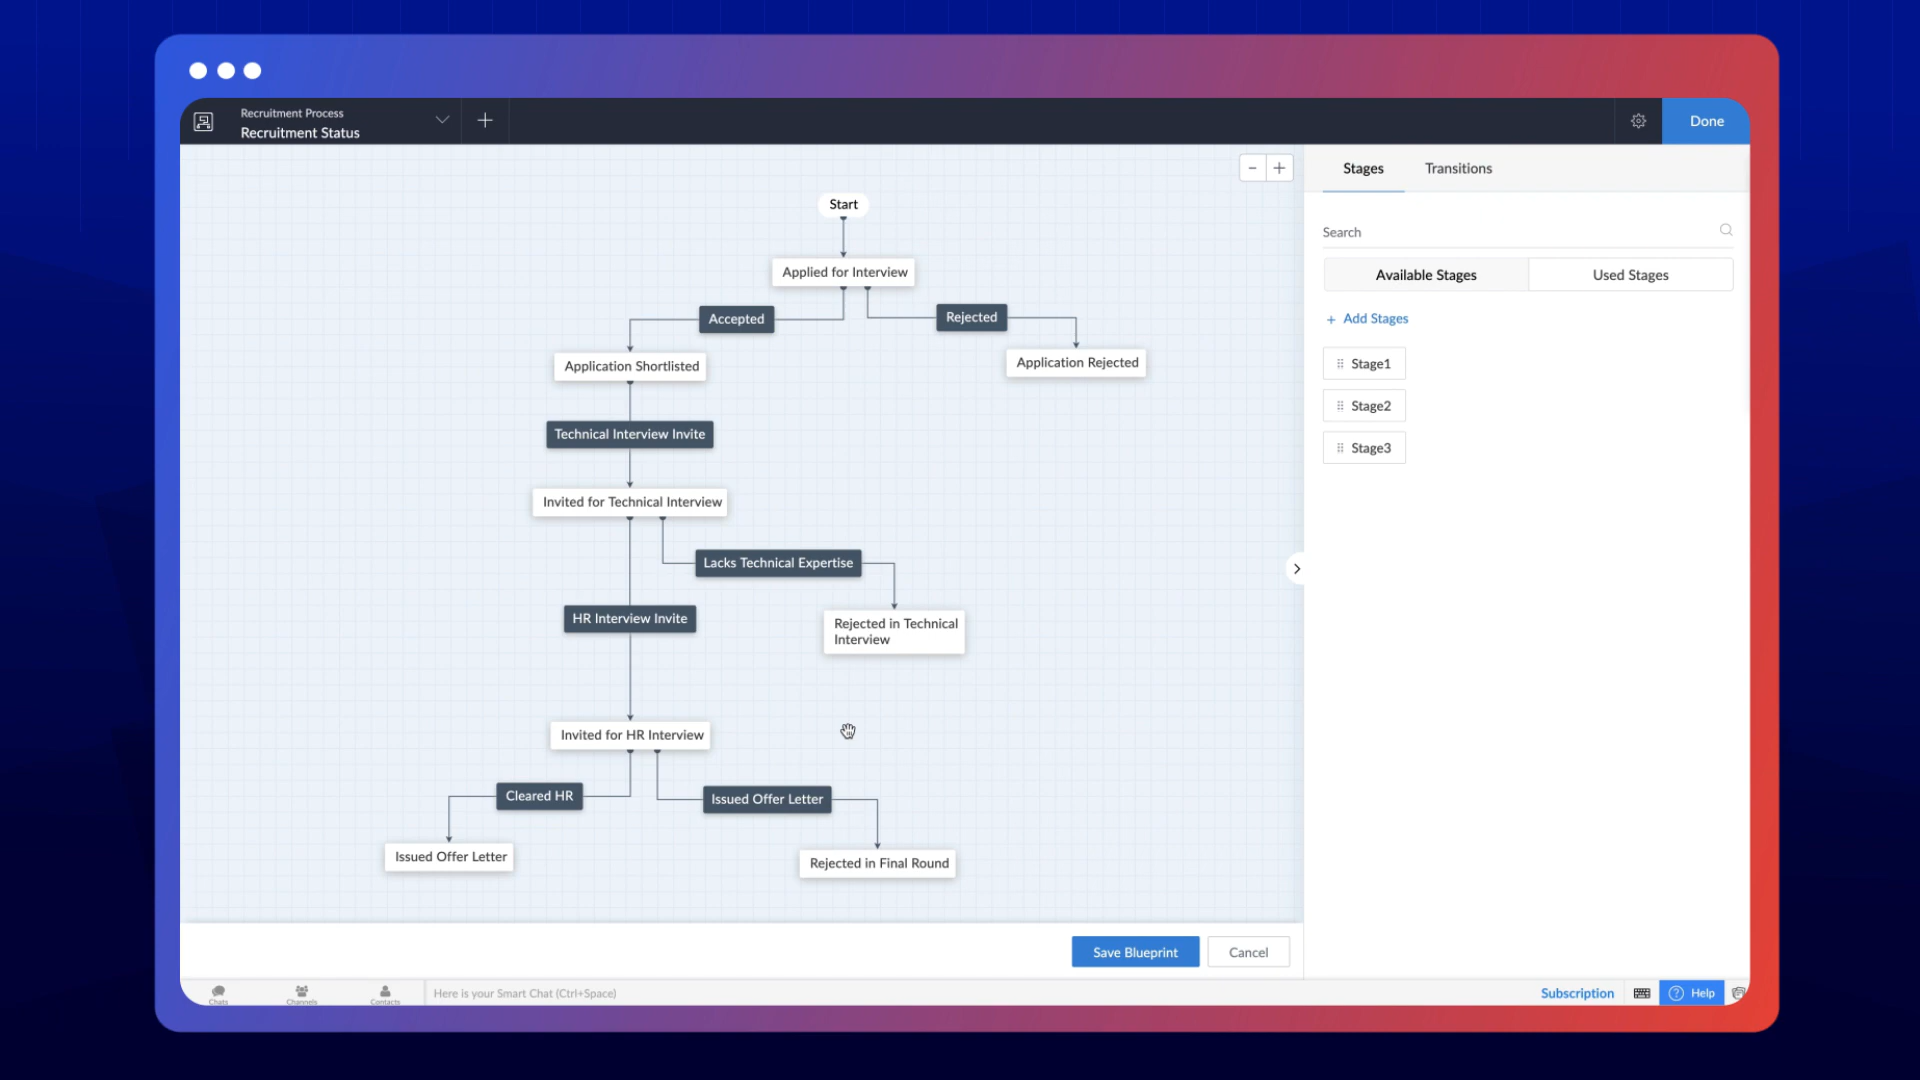 Recruitment Process
Recruitment Status
Done
Start
Applied for Interview
Accepted
Rejected
Application Shortlisted
Application Rejected
Technical Interview Invite
Invited for Technical Interview
Lacks Technical Expertise
HR Interview Invite
Rejected in Technical
Interview
Invited for HR Interview
Cleared HR
Issued Offer Letter
Issued Offer Letter
Rejected in Final Round
Save Blueprint
Cancel
Stages
Transitions
Search
Available Stages
Used Stages
+ Add Stages
Stage1
Stage2
Stage3
Chats
Channels
Contacts
Here is your Smart Chat (Ctrl+Space)
Subscription
Help